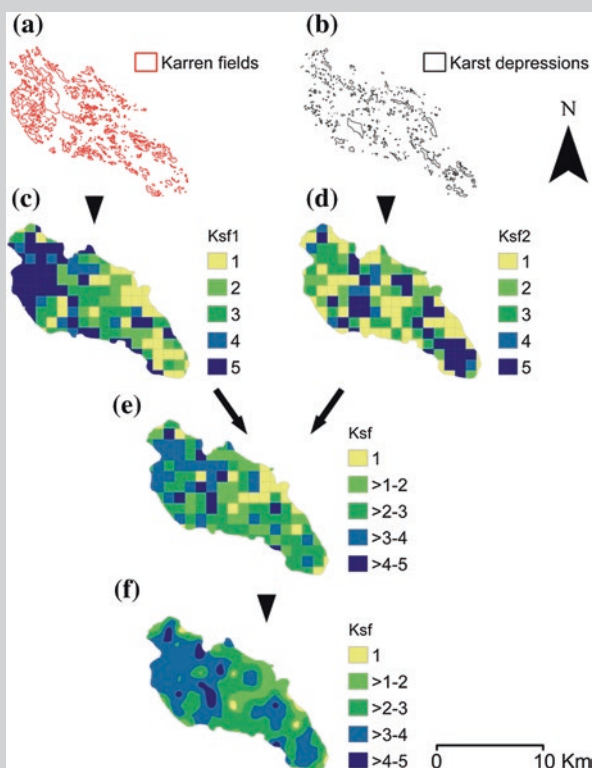 (a)
Karren fields
(b)
Karst depressions
N
(c)
Ksf1
1
2
3
4
5
(d)
Ksf2
1
2
3
4
5
(e)
Ksf
1
>1-2
>2-3
>3-4
>4-5
(f)
Ksf
1
>1-2
>2-3
>3-4
>4-5
0 10 Km